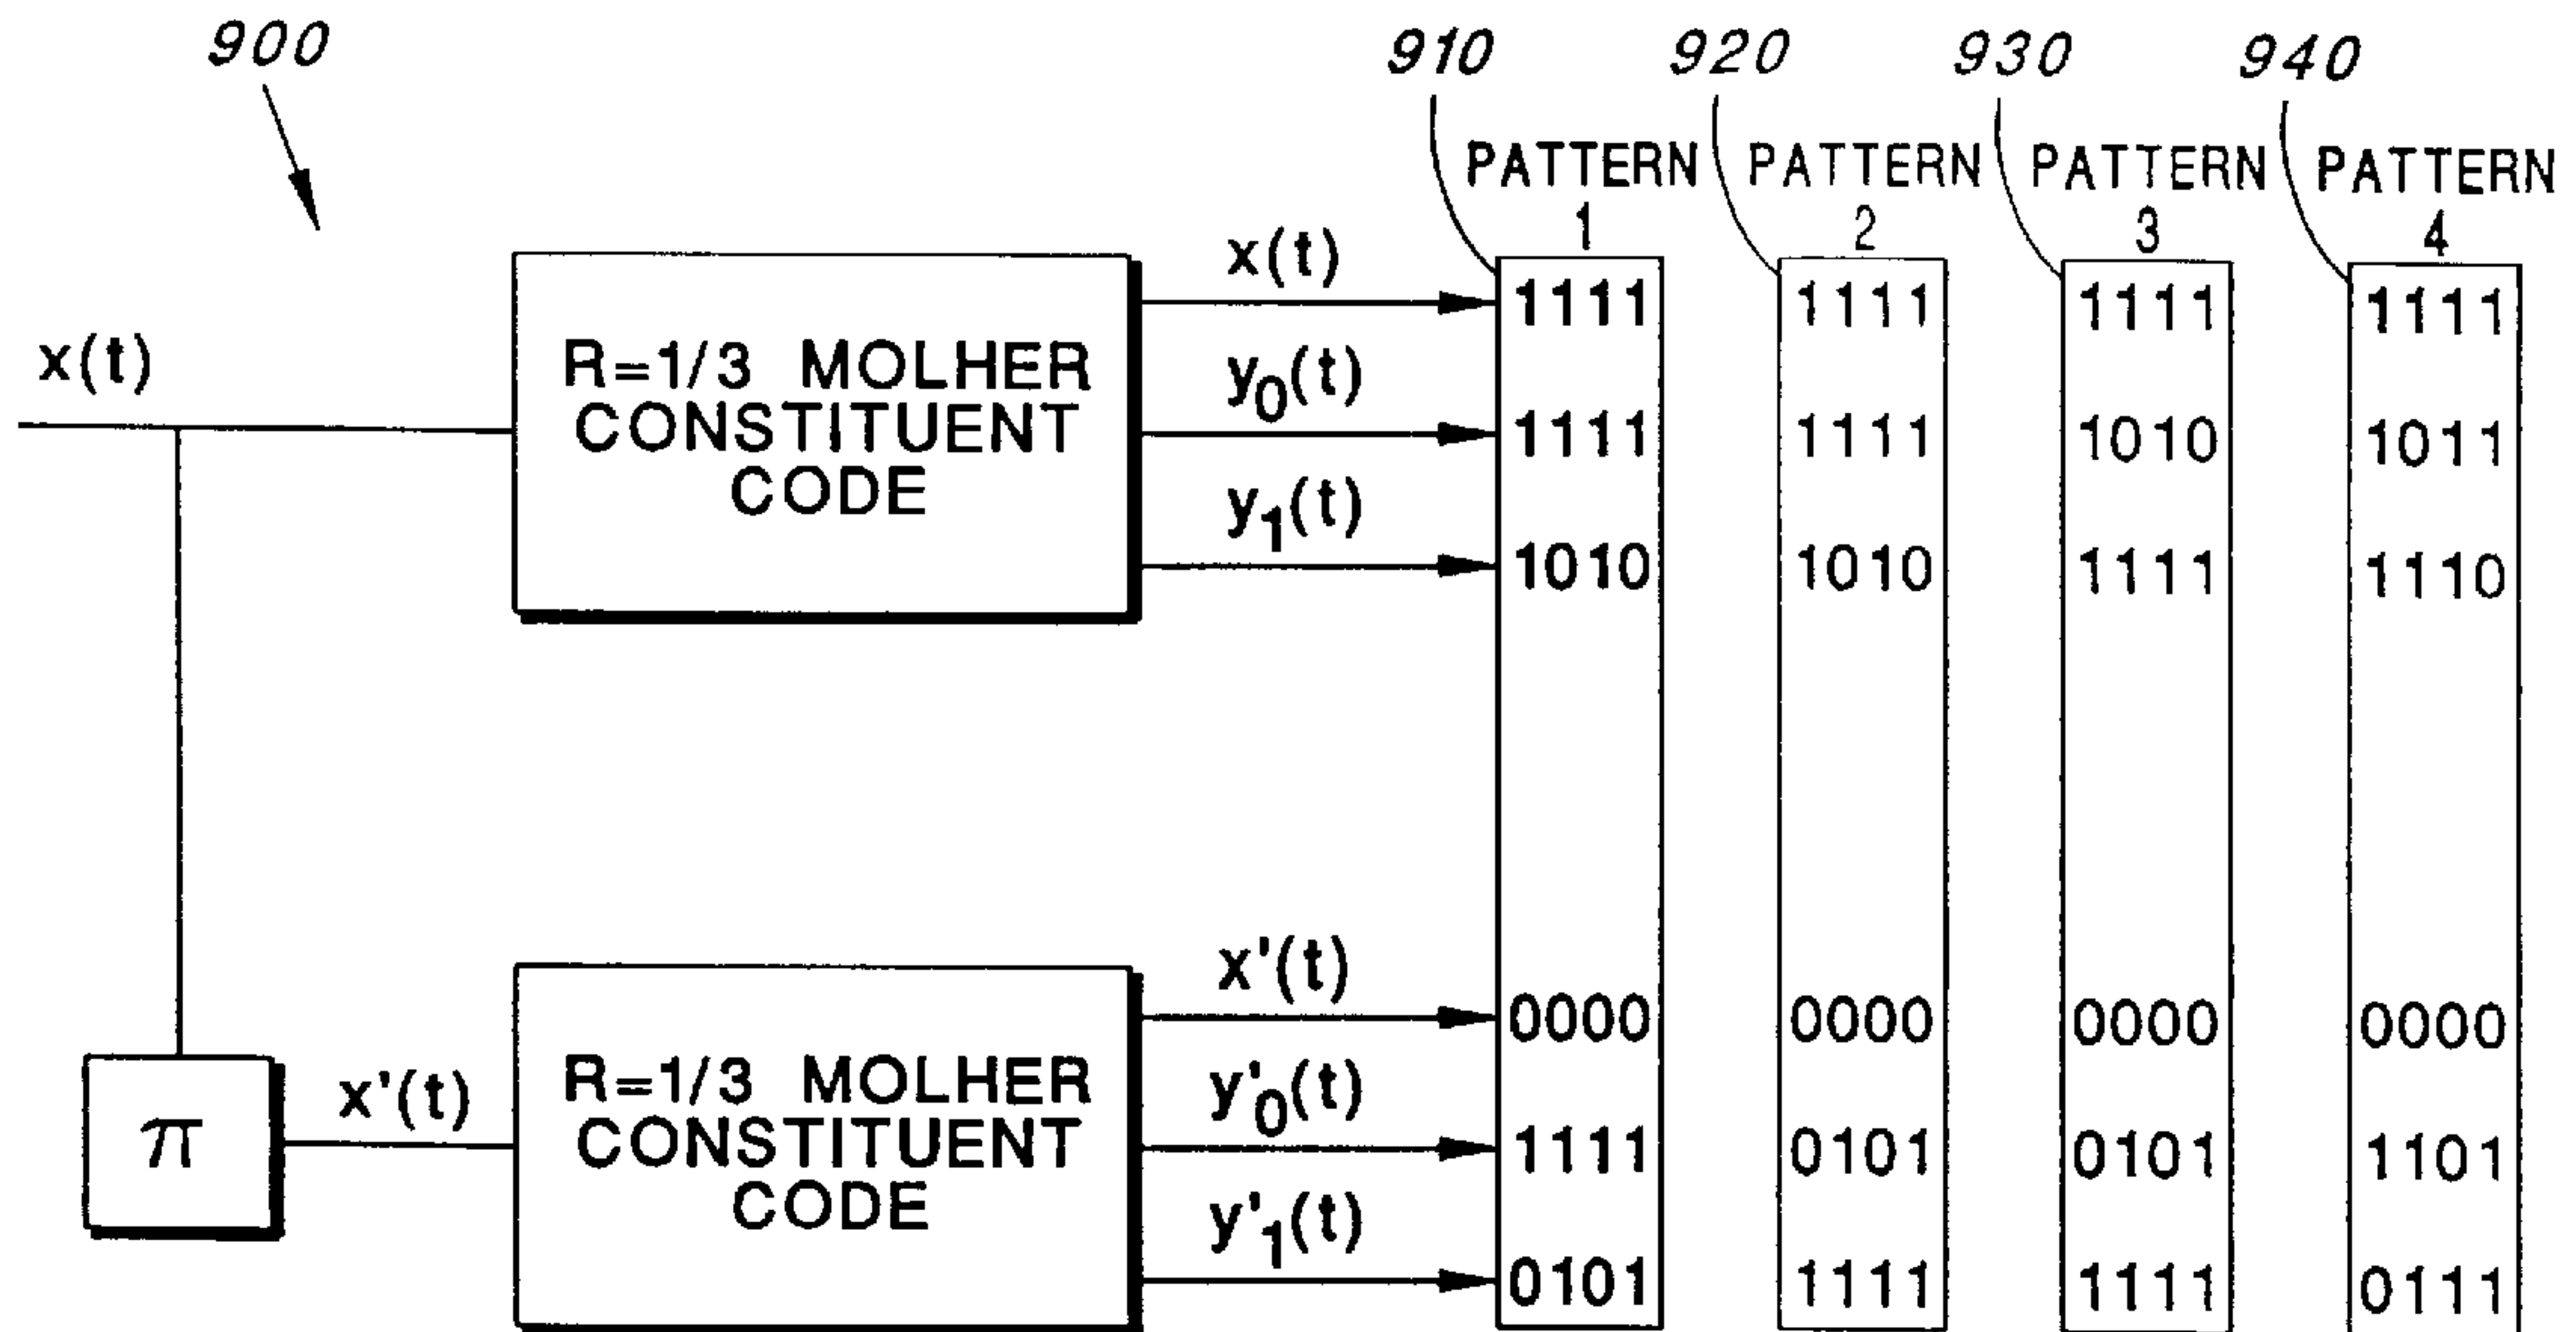 900
910 920 930 940
PATTERN 1
PATTERN 2
PATTERN 3
PATTERN 4
x(t)
R=1/3 MOLHER
CONSTITUENT
CODE
x(t) 1111 1111 1111 1111
y0(t) 1111 1111 1010 1011
y1(t) 1010 1010 1111 1110
π
x'(t)
R=1/3 MOLHER
CONSTITUENT
CODE
x'(t) 0000 0000 0000 0000
y'0(t) 1111 0101 0101 1101
y'1(t) 0101 1111 1111 0111